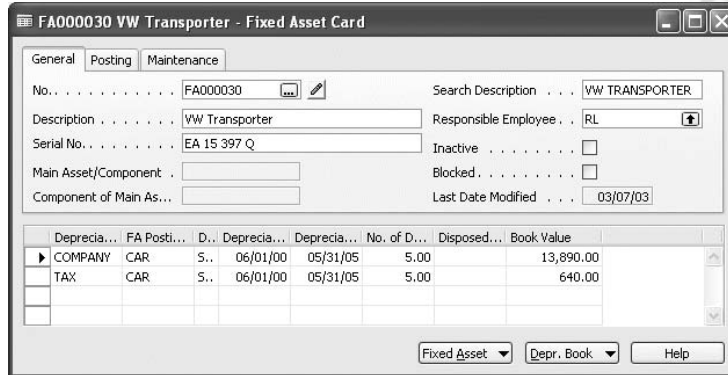 FA000030 VW Transporter - Fixed Asset Card
General Posting Maintenance
No.. . . . . . . . . . . FA000030 ... Search Description . . . VW TRANSPORTER
Description . . . . . . . VW Transporter Responsible Employee . . RL
Serial No.. . . . . . . . EA 15 397 Q Inactive . . . . . . . .
Main Asset/Component . Blocked. . . . . . . . .
Component of Main As... Last Date Modified . . . 03/07/03
Deprecia... FA Posti... D.. Deprecia... Deprecia... No. of D... Disposed... Book Value
COMPANY CAR S.. 06/01/00 05/31/05 5.00 13,890.00
TAX CAR S.. 06/01/00 05/31/05 5.00 640.00
Fixed Asset Depr. Book Help